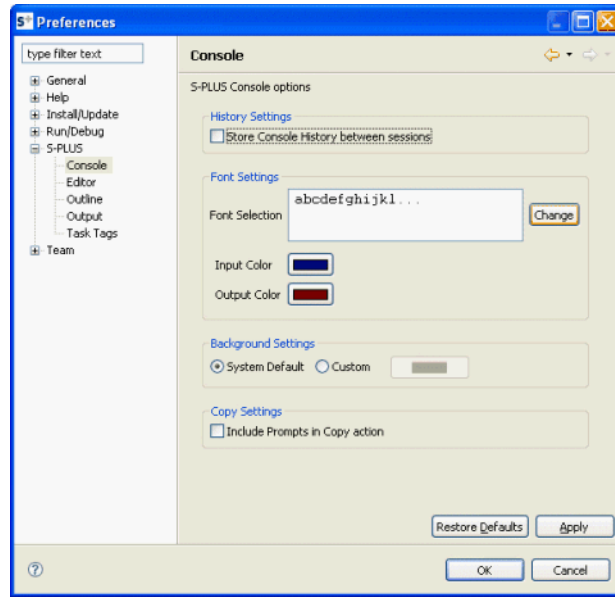 S+ Preferences
type filter text
General
Help
Install/Update
Run/Debug
S-PLUS
Console
Editor
Outline
Output
Task Tags
Team
Console
S-PLUS Console options
History Settings
Store Console History between sessions
Font Settings
Font Selection
abcdefghijkl...
Change
Input Color
Output Color
Background Settings
System Default
Custom
Copy Settings
Include Prompts in Copy action
Restore Defaults
Apply
?
OK
Cancel